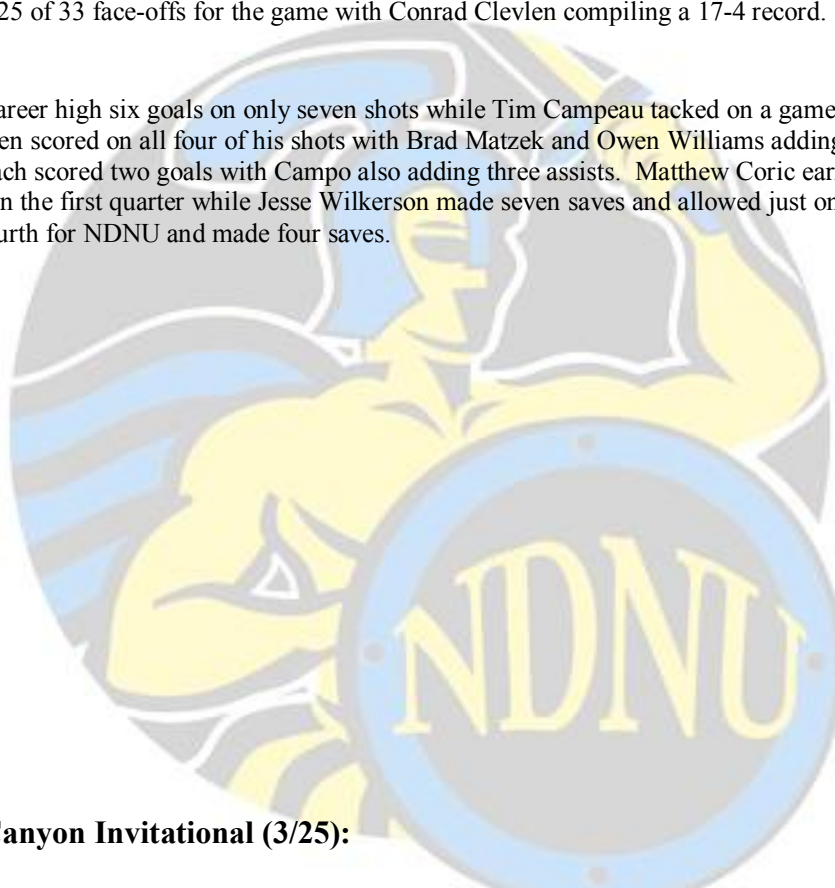 25 of 33 face-offs for the game with Conrad Clevlen compiling a 17-4 record.
areer high six goals on only seven shots while Tim Campeau tacked on a game
en scored on all four of his shots with Brad Matzek and Owen Williams adding
ach scored two goals with Campo also adding three assists.  Matthew Coric ear
n the first quarter while Jesse Wilkerson made seven saves and allowed just on
urth for NDNU and made four saves.
NDNU
Canyon Invitational (3/25):